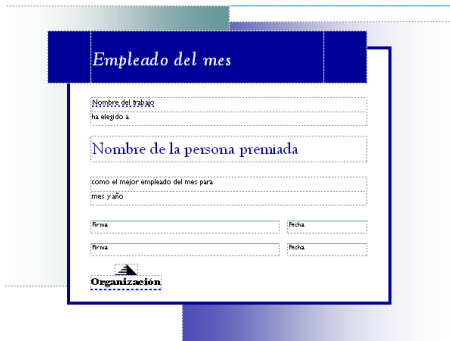 Empleado del mes
Nombre del trabajo
ha elegido a
Nombre de la persona premiada
como el mejor empleado del mes para
mes y año
Firma
Fecha
Firma
Fecha
Organización